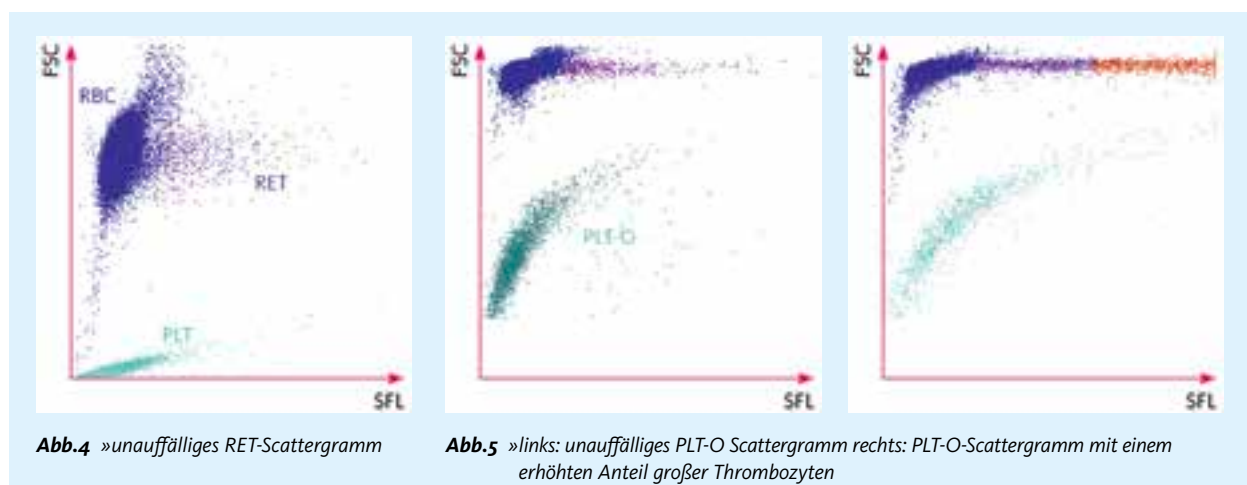 FSC
RBC
RET
PLT
SFL
FSC
PLT-O
SFL
FSC
SFL
Abb.4 »unauffälliges RET-Scattergramm
Abb.5 »links: unauffälliges PLT-O Scattergramm rechts: PLT-O-Scattergramm mit einem
erhöhten Anteil großer Thrombozyten